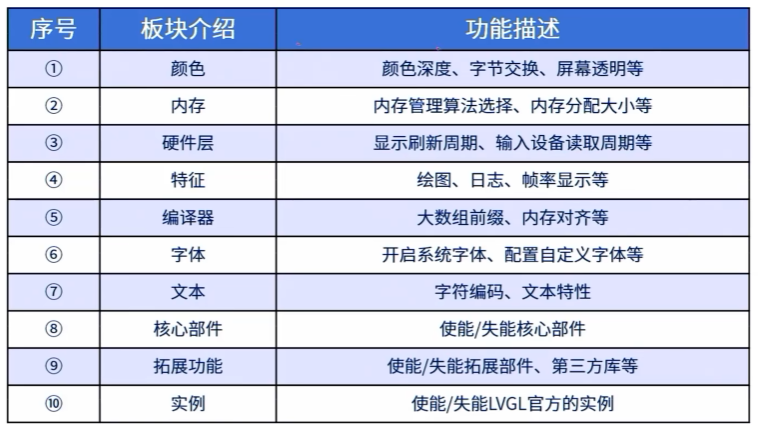 序号 板块介绍 功能描述
① 颜色 颜色深度、字节交换、屏幕透明等
② 内存 内存管理算法选择、内存分配大小等
③ 硬件层 显示刷新周期、输入设备读取周期等
④ 特征 绘图、日志、帧率显示等
⑤ 编译器 大数组前缀、内存对齐等
⑥ 字体 开启系统字体、配置自定义字体等
⑦ 文本 字符编码、文本特性
⑧ 核心部件 使能/失能核心部件
⑨ 拓展功能 使能/失能拓展部件、第三方库等
⑩ 实例 使能/失能LVGL官方的实例